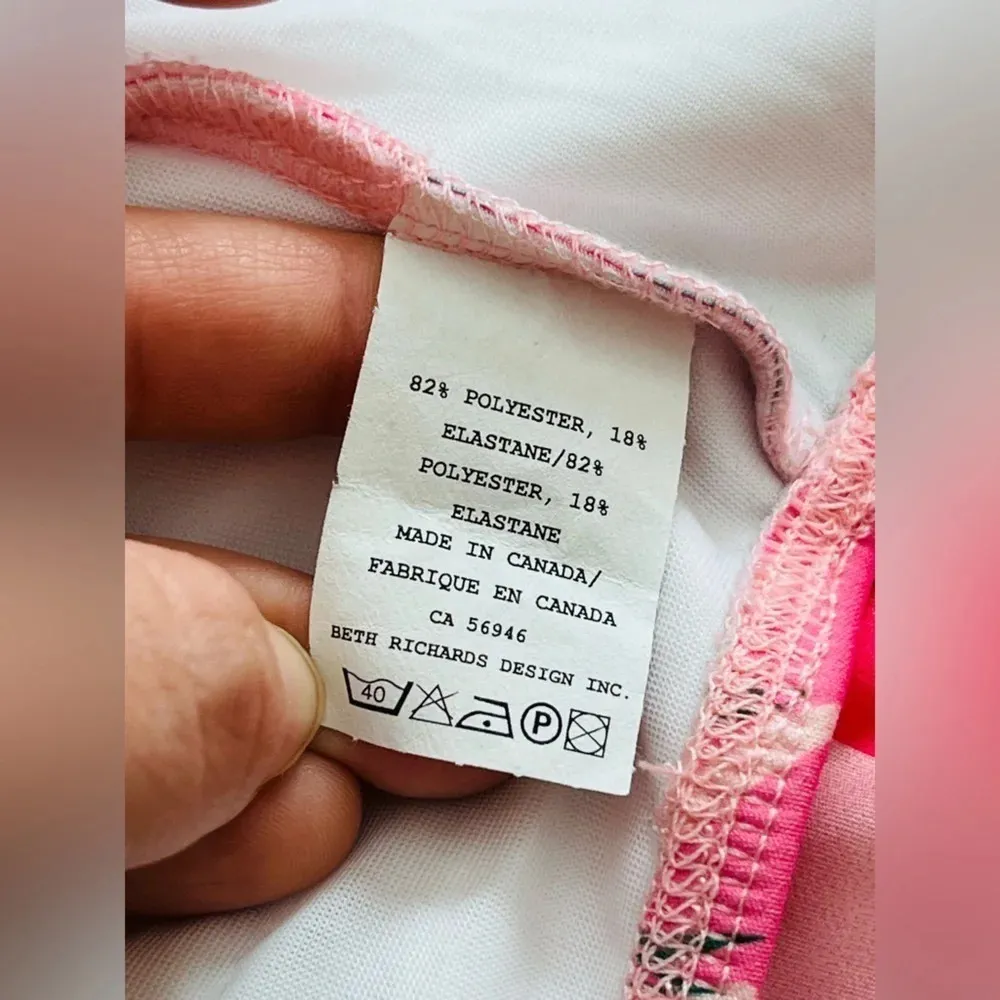 82% POLYESTER, 18%
ELASTANE/82%
POLYESTER, 18%
ELASTANE
MADE IN CANADA/
FABRIQUE EN CANADA
CA 56946
BETH RICHARDS DESIGN INC.
40 P